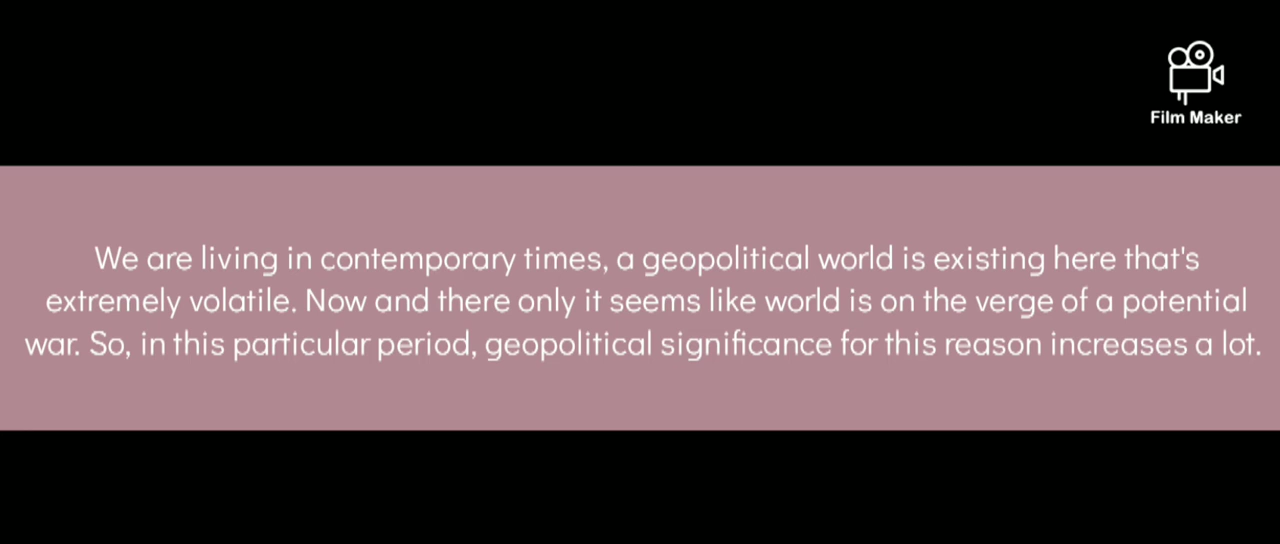 Film Maker
We are living in contemporary times, a geopolitical world is existing here that's
extremely volatile. Now and there only it seems like world is on the verge of a potential
war. So, in this particular period, geopolitical significance for this reason increases a lot.